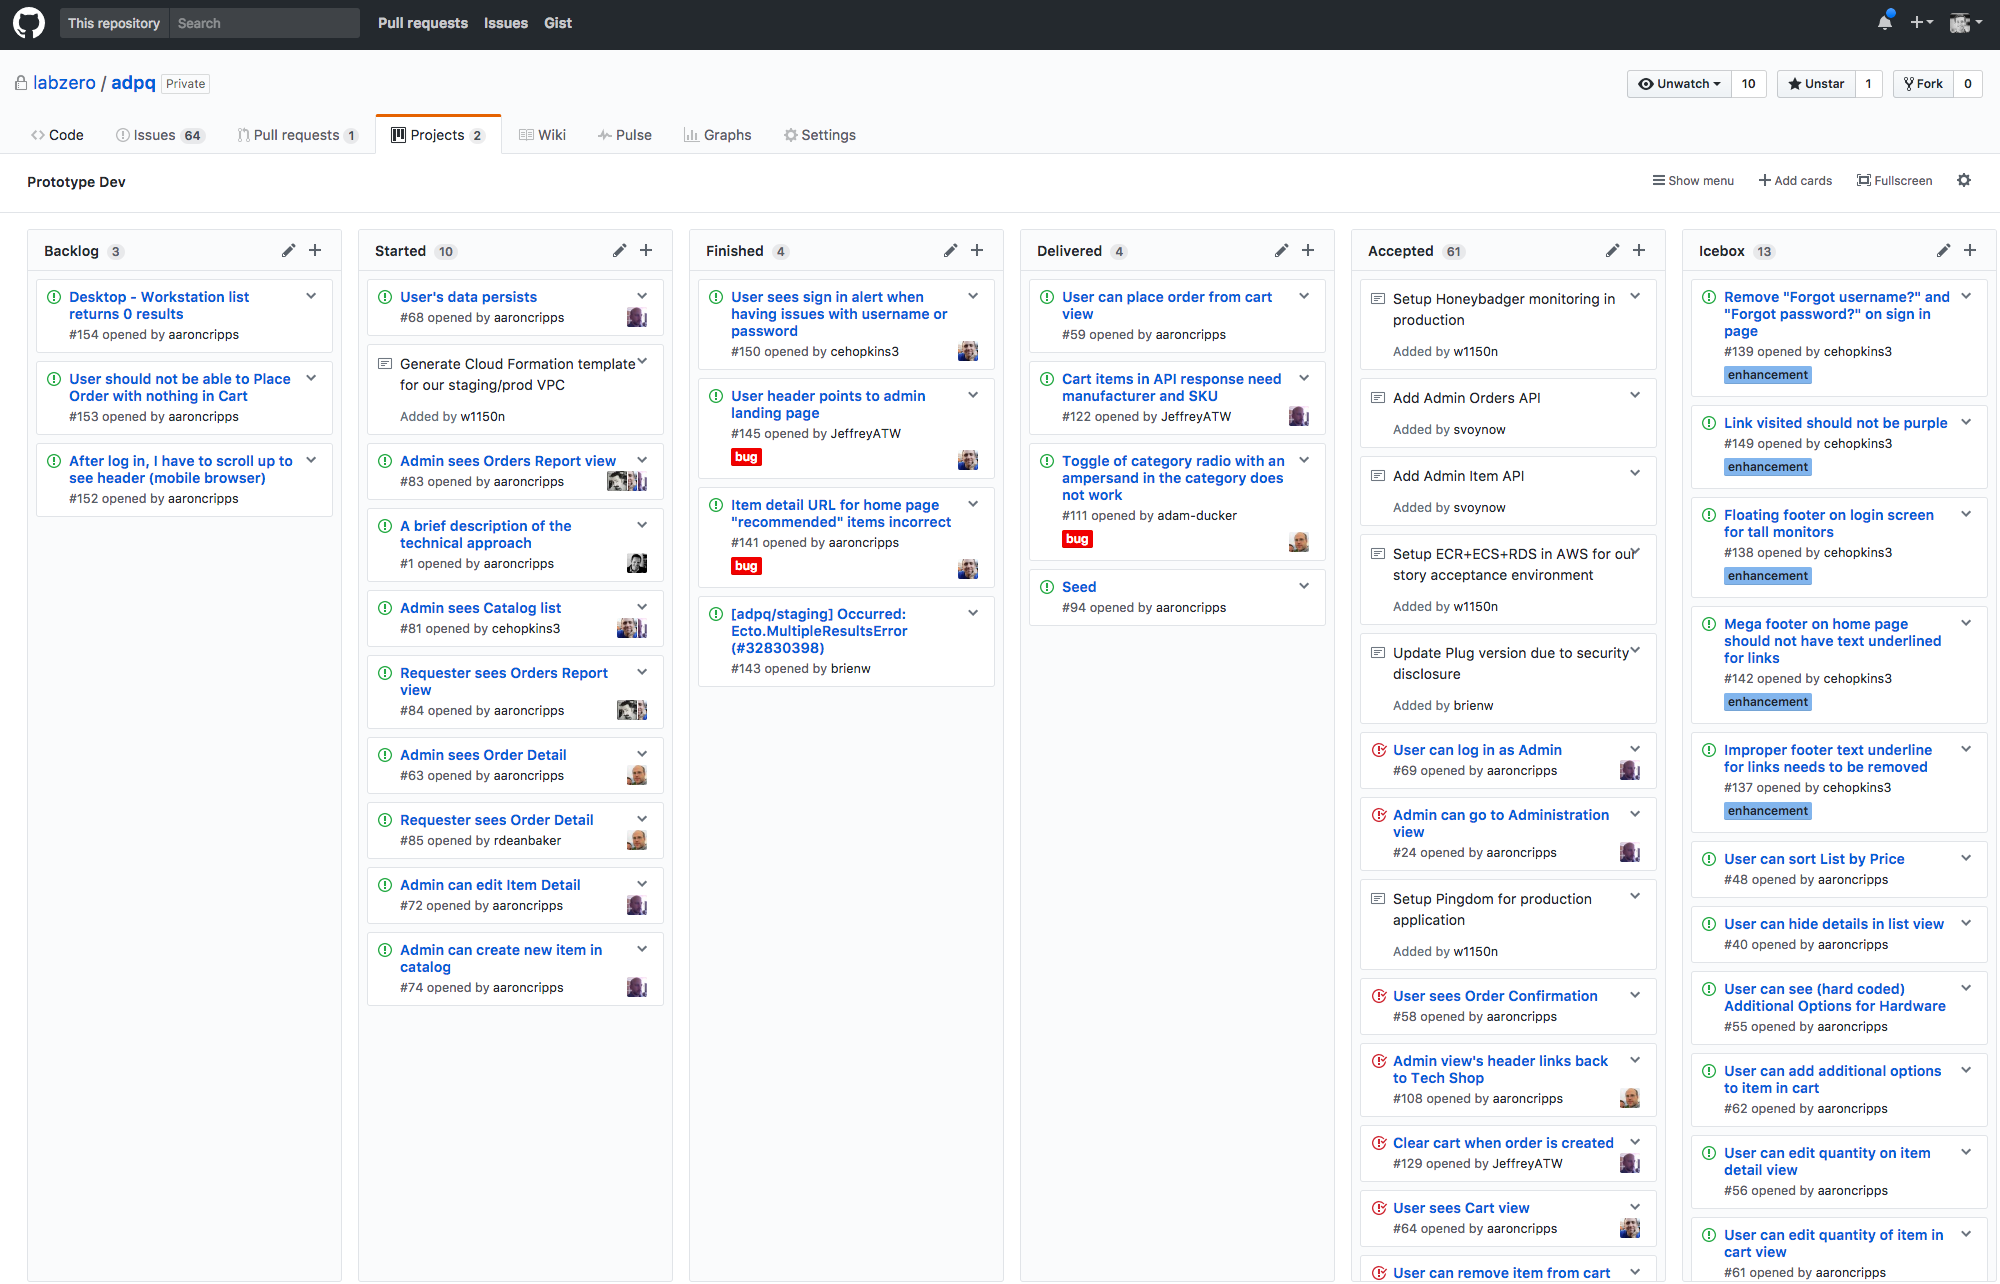 This repository Search Pull requests Issues Gist
labzero / adpq Private
Unwatch 10 Unstar 1 Fork 0
Code Issues 64 Pull requests 1 Projects 2 Wiki Pulse Graphs Settings
Prototype Dev
Show menu Add cards Fullscreen
Backlog 3
Desktop - Workstation list
returns 0 results
#154 opened by aaroncripps
User should not be able to Place
Order with nothing in Cart
#153 opened by aaroncripps
After log in, I have to scroll up to
see header (mobile browser)
#152 opened by aaroncripps
Started 10
User's data persists
#68 opened by aaroncripps
Generate Cloud Formation template
for our staging/prod VPC
Added by w1150n
Admin sees Orders Report view
#83 opened by aaroncripps
A brief description of the
technical approach
#1 opened by aaroncripps
Admin sees Catalog list
#81 opened by cehopkins3
Requester sees Orders Report
view
#84 opened by aaroncripps
Admin sees Order Detail
#63 opened by aaroncripps
Requester sees Order Detail
#85 opened by rdeanbaker
Admin can edit Item Detail
#72 opened by aaroncripps
Admin can create new item in
catalog
#74 opened by aaroncripps
Finished 4
User sees sign in alert when
having issues with username or
password
#150 opened by cehopkins3
User header points to admin
landing page
#145 opened by JeffreyATW
bug
Item detail URL for home page
"recommended" items incorrect
#141 opened by aaroncripps
bug
[adpq/staging] Occurred:
Ecto.MultipleResultsError
(#32830398)
#143 opened by brienw
Delivered 4
User can place order from cart
view
#59 opened by aaroncripps
Cart items in API response need
manufacturer and SKU
#122 opened by JeffreyATW
Toggle of category radio with an
ampersand in the category does
not work
#111 opened by adam-ducker
bug
Seed
#94 opened by aaroncripps
Accepted 61
Setup Honeybadger monitoring in
production
Added by w1150n
Add Admin Orders API
Added by svoynow
Add Admin Item API
Added by svoynow
Setup ECR+ECS+RDS in AWS for our
story acceptance environment
Added by w1150n
Update Plug version due to security
disclosure
Added by brienw
User can log in as Admin
#69 opened by aaroncripps
Admin can go to Administration
view
#24 opened by aaroncripps
Setup Pingdom for production
application
Added by w1150n
User sees Order Confirmation
#58 opened by aaroncripps
Admin view's header links back
to Tech Shop
#108 opened by aaroncripps
Clear cart when order is created
#129 opened by JeffreyATW
User sees Cart view
#64 opened by aaroncripps
User can remove item from cart
Icebox 13
Remove "Forgot username?" and
"Forgot password?" on sign in
page
#139 opened by cehopkins3
enhancement
Link visited should not be purple
#149 opened by cehopkins3
enhancement
Floating footer on login screen
for tall monitors
#138 opened by cehopkins3
enhancement
Mega footer on home page
should not have text underlined
for links
#142 opened by cehopkins3
enhancement
Improper footer text underline
for links needs to be removed
#137 opened by cehopkins3
enhancement
User can sort List by Price
#48 opened by aaroncripps
User can hide details in list view
#40 opened by aaroncripps
User can see (hard coded)
Additional Options for Hardware
#55 opened by aaroncripps
User can add additional options
to item in cart
#62 opened by aaroncripps
User can edit quantity on item
detail view
#56 opened by aaroncripps
User can edit quantity of item in
cart view
#61 opened by aaroncripps